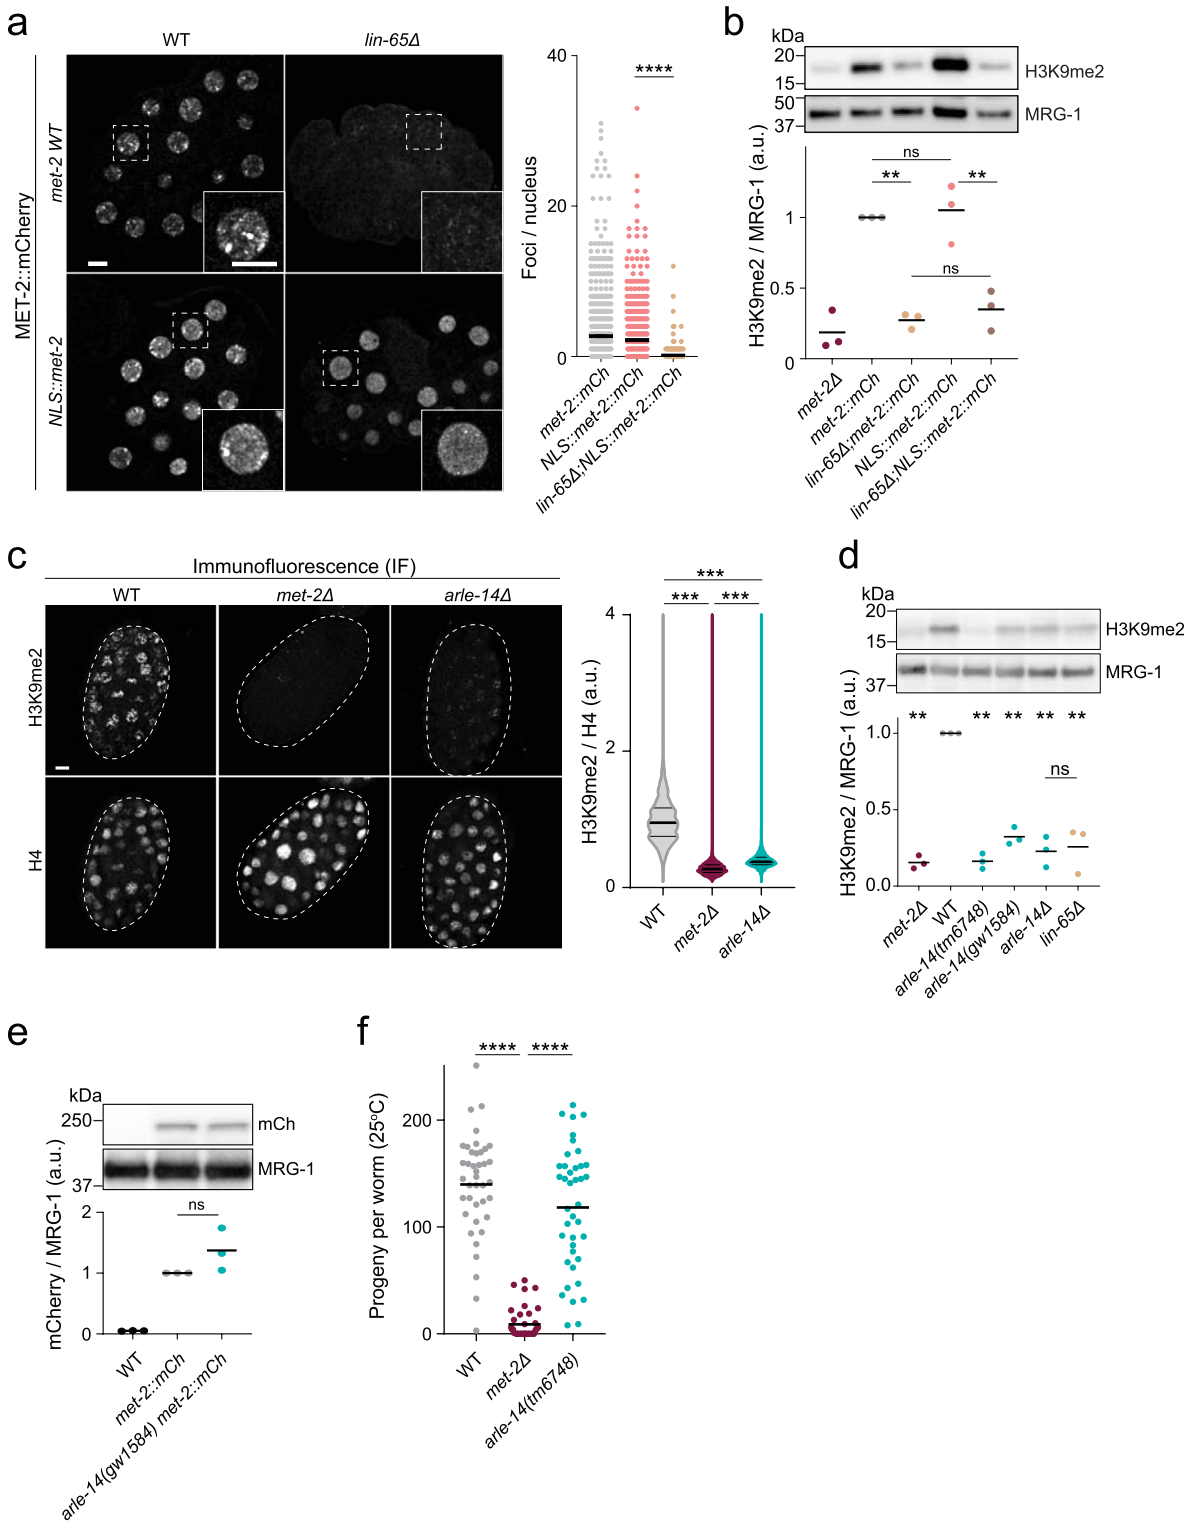 a
WT
lin-65Δ
MET-2::mCherry
met-2 WT
NLS::met-2
Foci / nucleus
40
20
0
****
met-2::mCh
NLS::met-2::mCh
lin-65Δ;NLS::met-2::mCh
b
kDa
20
15
H3K9me2
50
37
MRG-1
H3K9me2 / MRG-1 (a.u.)
ns
**
**
ns
1
0.5
0
met-2Δ
met-2::mCh
lin-65Δ;met-2::mCh
NLS::met-2::mCh
lin-65Δ;NLS::met-2::mCh
c
Immunofluorescence (IF)
WT
met-2Δ
arle-14Δ
H3K9me2
H4
H3K9me2 / H4 (a.u.)
***
***
***
4
2
0
WT
met-2Δ
arle-14Δ
d
kDa
20
15
H3K9me2
37
MRG-1
H3K9me2 / MRG-1 (a.u.)
**
**
**
**
**
ns
1.0
0.5
0.0
met-2Δ
WT
arle-14(tm6748)
arle-14(gw1584)
arle-14Δ
lin-65Δ
e
kDa
250
mCh
MRG-1
37
mCherry / MRG-1 (a.u.)
ns
2
1
0
WT
met-2::mCh
arle-14(gw1584) met-2::mCh
f
****
****
Progeny per worm (25°C)
200
100
0
WT
met-2Δ
arle-14(tm6748)